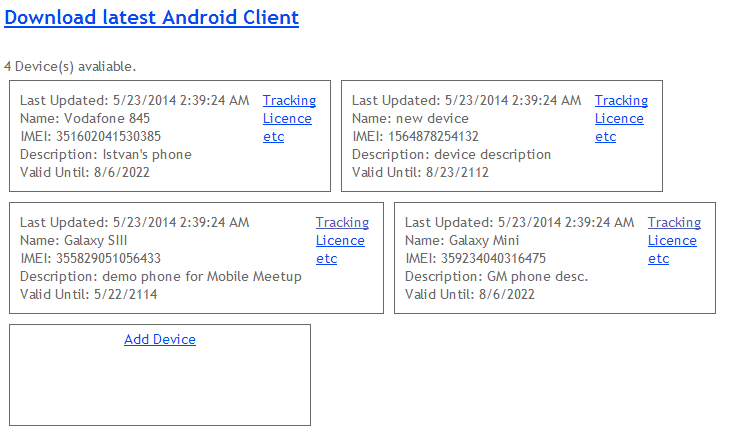 Download latest Android Client
4 Device(s) avaliable.
Last Updated: 5/23/2014 2:39:24 AM Tracking
Name: Vodafone 845 Licence
IMEI: 351602041530385 etc
Description: Istvan's phone
Valid Until: 8/6/2022
Last Updated: 5/23/2014 2:39:24 AM Tracking
Name: new device Licence
IMEI: 1564878254132 etc
Description: device description
Valid Until: 8/23/2112
Last Updated: 5/23/2014 2:39:24 AM Tracking
Name: Galaxy SIII Licence
IMEI: 355829051056433 etc
Description: demo phone for Mobile Meetup
Valid Until: 5/22/2114
Last Updated: 5/23/2014 2:39:24 AM Tracking
Name: Galaxy Mini Licence
IMEI: 359234040316475 etc
Description: GM phone desc.
Valid Until: 8/6/2022
Add Device